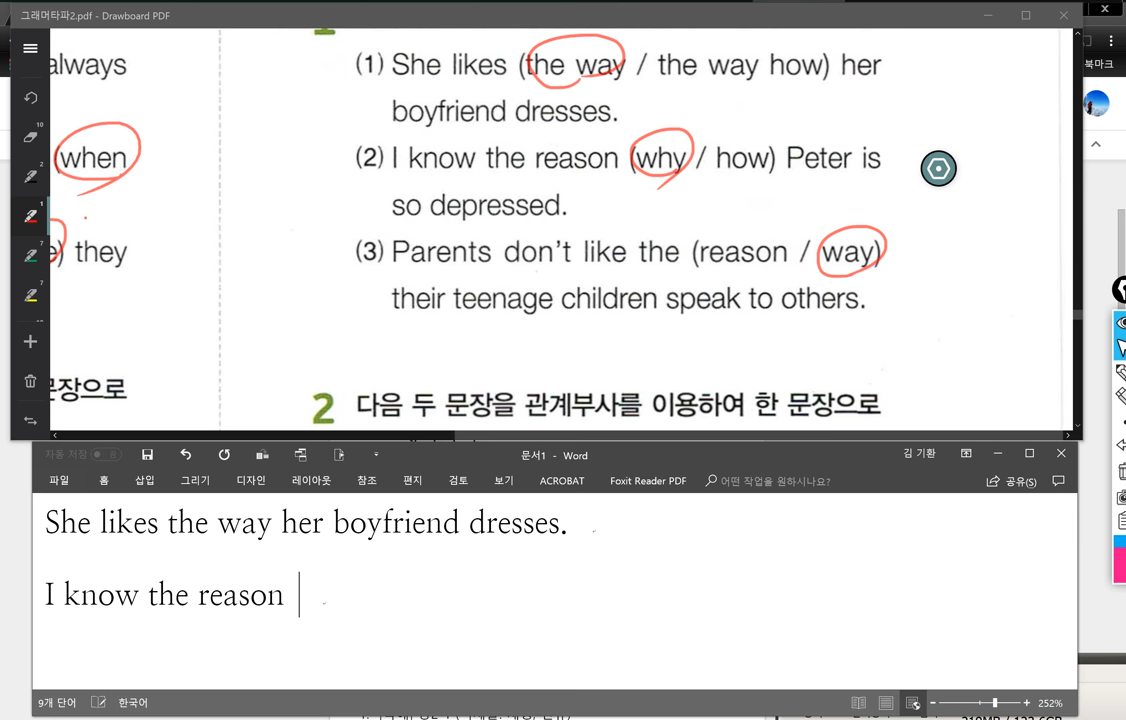 그래머타파2.pdf - Drawboard PDF
북마크
always
when
they
문장으로
(1) She likes (the way / the way how) her
boyfriend dresses.
(2) I know the reason (why / how) Peter is
so depressed.
(3) Parents don't like the (reason / way)
their teenage children speak to others.
2 다음 두 문장을 관계부사를 이용하여 한 문장으로
10
2
1
7
7
자동 저장
문서1 - Word
김 기환
파일 홈 삽입 그리기 디자인 레이아웃 참조 편지 검토 보기 ACROBAT Foxit Reader PDF 어떤 작업을 원하시나요? 공유(S)
She likes the way her boyfriend dresses.
I know the reason
9개 단어 한국어 252%